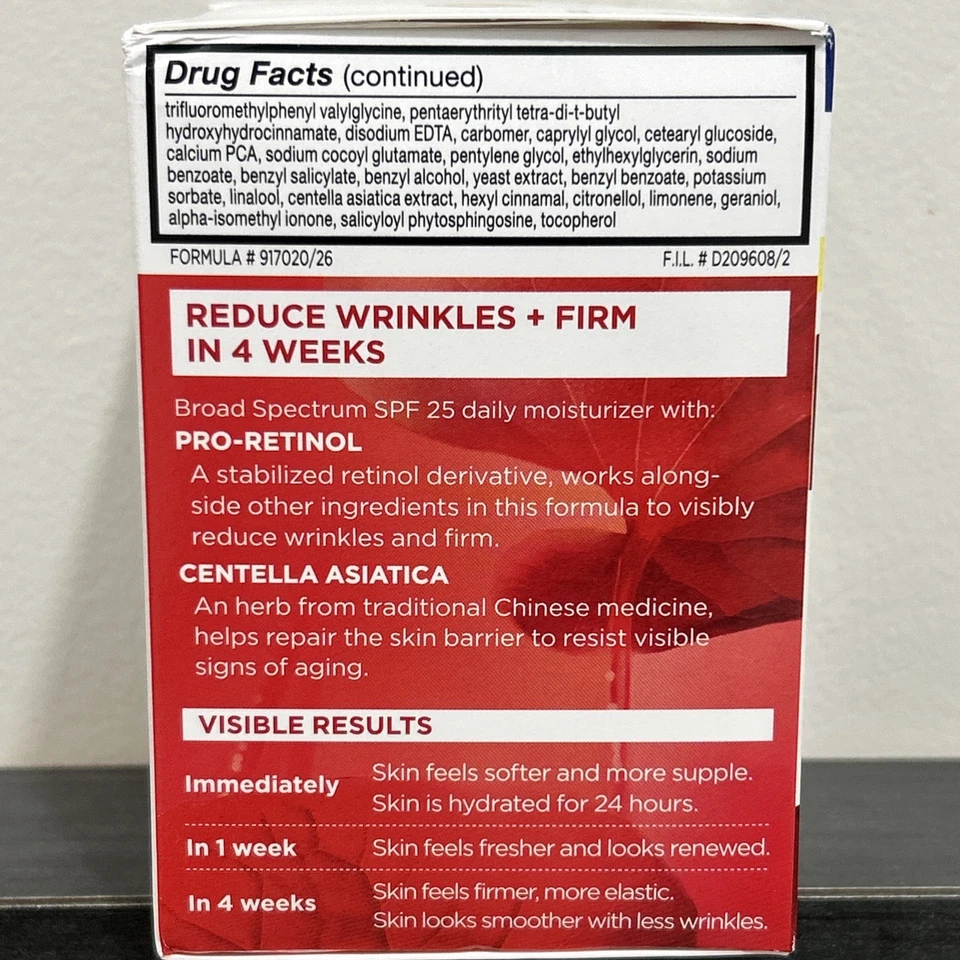 Drug Facts (continued)
trifluoromethylphenyl valylglycine, pentaerythrityl tetra-di-t-butyl
hydroxyhydrocinnamate, disodium EDTA, carbomer, caprylyl glycol, cetearyl glucoside,
calcium PCA, sodium cocoyl glutamate, pentylene glycol, ethylhexylglycerin, sodium
benzoate, benzyl salicylate, benzyl alcohol, yeast extract, benzyl benzoate, potassium
sorbate, linalool, centella asiatica extract, hexyl cinnamal, citronellol, limonene, geraniol,
alpha-isomethyl ionone, salicyloyl phytosphingosine, tocopherol
FORMULA # 917020/26 F.I.L. # D209608/2
REDUCE WRINKLES + FIRM
IN 4 WEEKS
Broad Spectrum SPF 25 daily moisturizer with:
PRO-RETINOL
A stabilized retinol derivative, works along-
side other ingredients in this formula to visibly
reduce wrinkles and firm.
CENTELLA ASIATICA
An herb from traditional Chinese medicine,
helps repair the skin barrier to resist visible
signs of aging.
VISIBLE RESULTS
Immediately
Skin feels softer and more supple.
Skin is hydrated for 24 hours.
In 1 week Skin feels fresher and looks renewed.
In 4 weeks
Skin feels firmer, more elastic.
Skin looks smoother with less wrinkles.